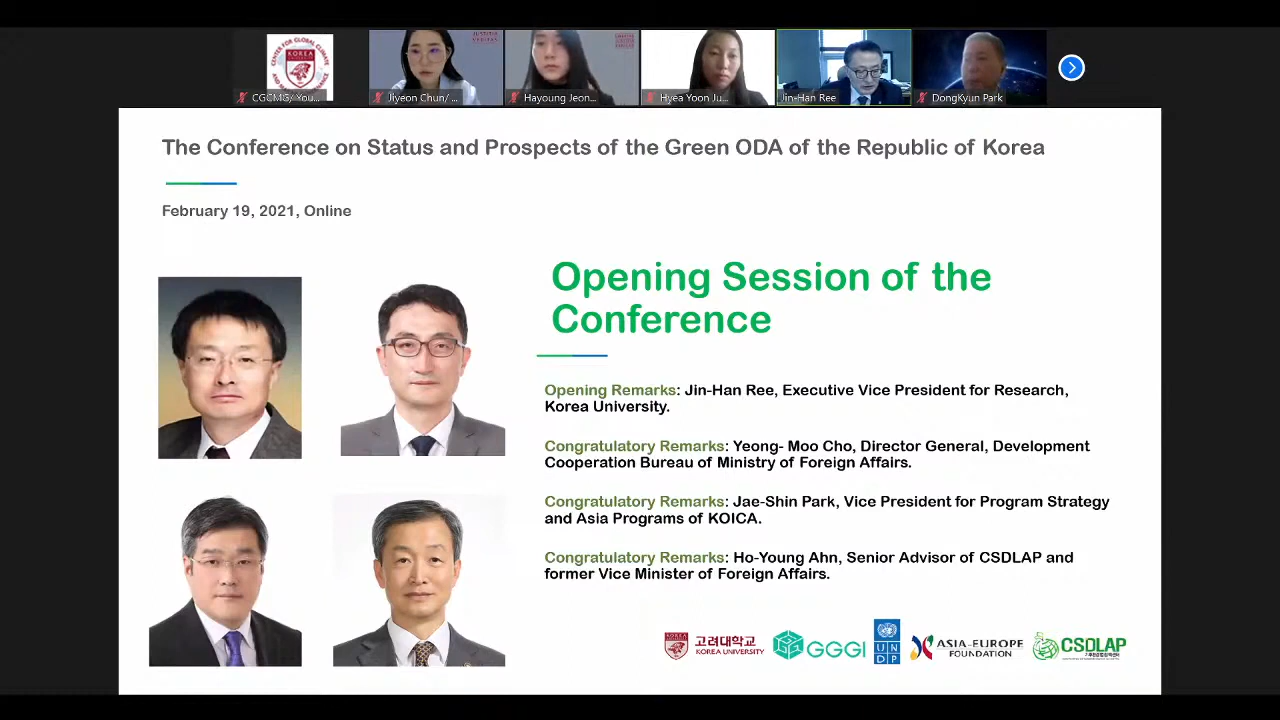 CGCMG/ You...
Jiyeon Chun/ ...
Hayoung Jeon...
Hyea Yoon Ju...
Jin-Han Ree
DongKyun Park
KOREA
The Conference on Status and Prospects of the Green ODA of the Republic of Korea
February 19, 2021, Online
Opening Session of the
Conference
Opening Remarks: Jin-Han Ree, Executive Vice President for Research,
Korea University.
Congratulatory Remarks: Yeong- Moo Cho, Director General, Development
Cooperation Bureau of Ministry of Foreign Affairs.
Congratulatory Remarks: Jae-Shin Park, Vice President for Program Strategy
and Asia Programs of KOICA.
Congratulatory Remarks: Ho-Young Ahn, Senior Advisor of CSDLAP and
former Vice Minister of Foreign Affairs.
고려대학교
KOREA UNIVERSITY
GGGI
UN
DP
ASIA-EUROPE
FOUNDATION
CSDLAP